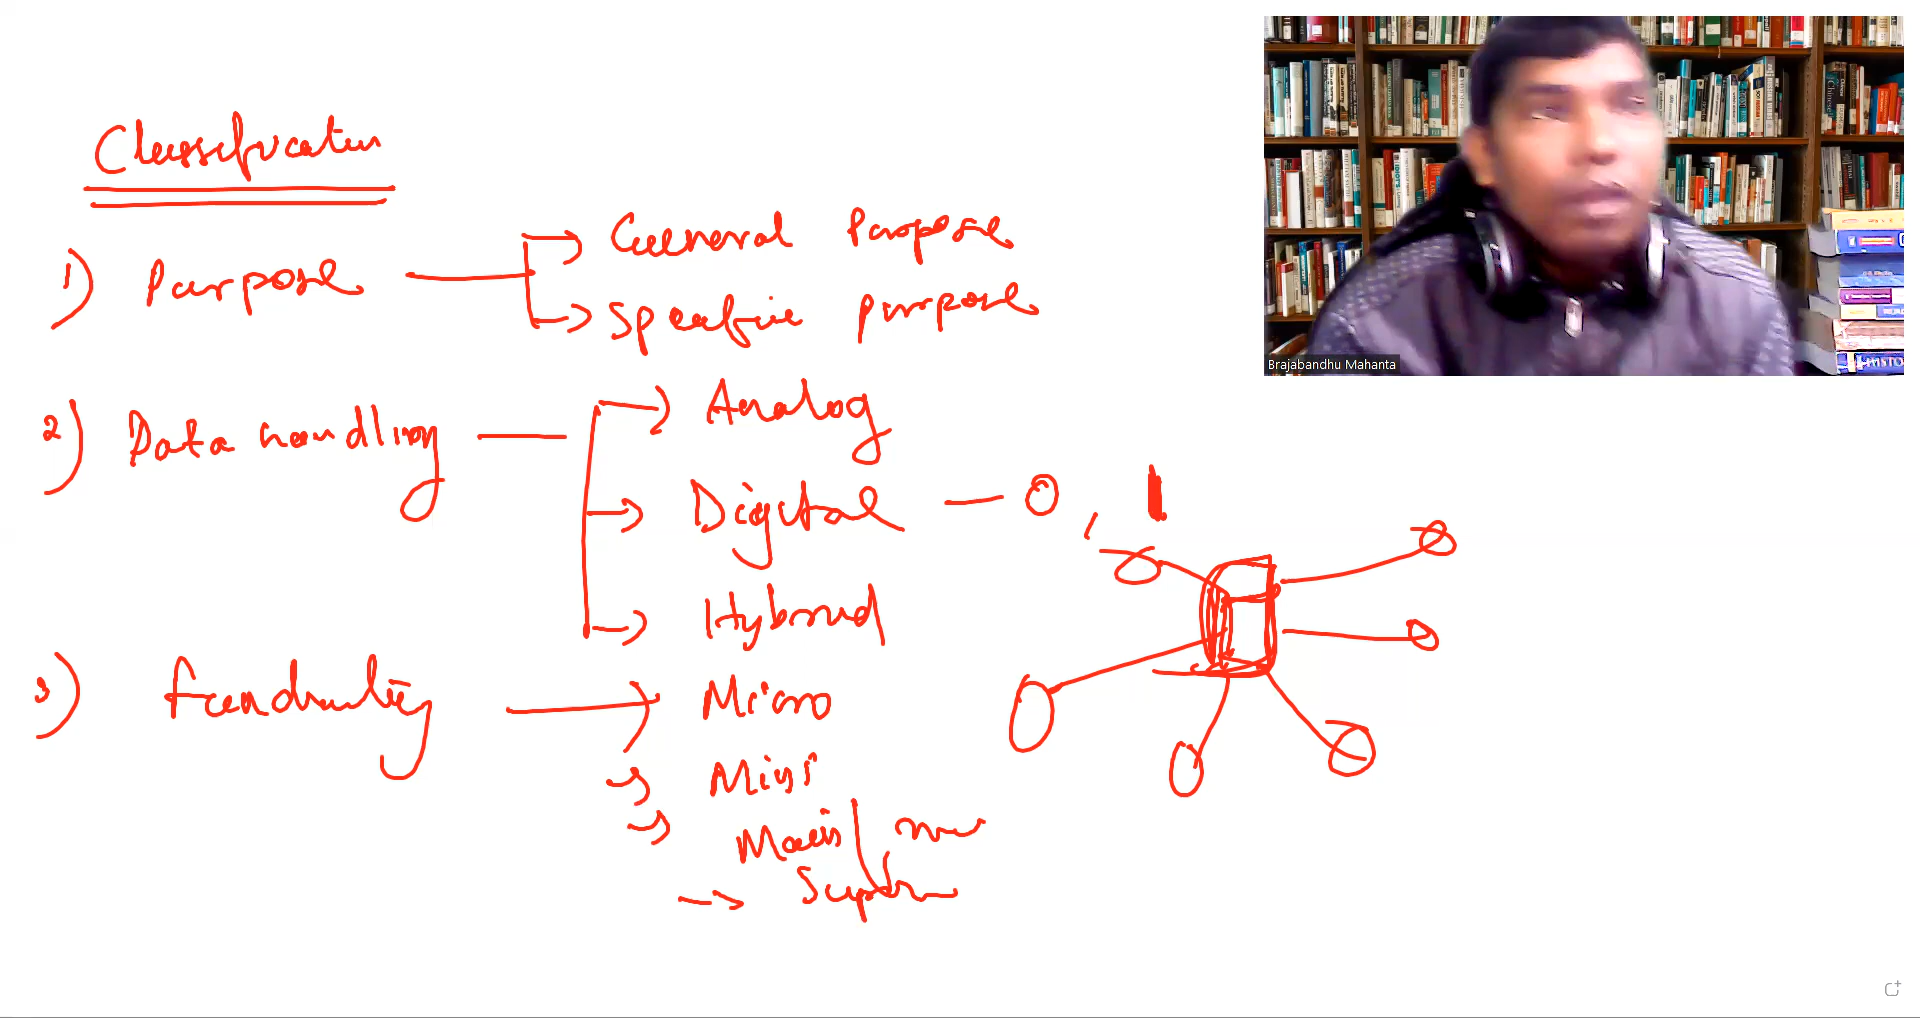 Classification
1) Purpose
General Purpose
Specific purpose
2) Data handling
Analog
Digital — 0, 1
Hybrid
3) Functionality
Micro
Mini
Main/
Super
Brajabandhu Mahanta